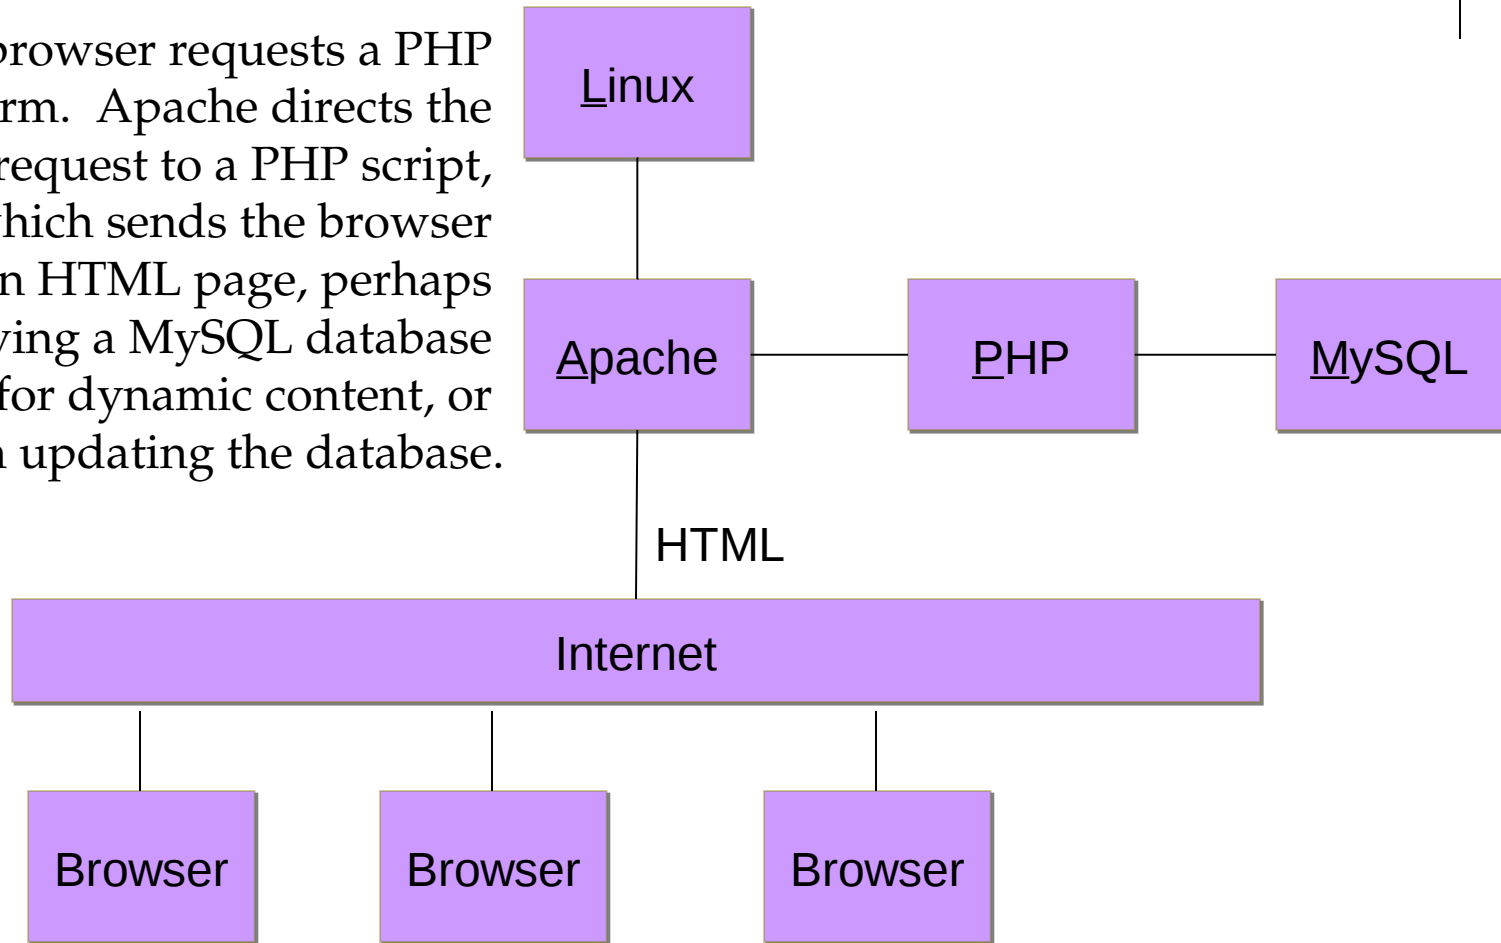 browser requests a PHP
rm. Apache directs the
request to a PHP script,
hich sends the browser
n HTML page, perhaps
ying a MySQL database
for dynamic content, or
updating the database.
Linux
Apache
PHP
MySQL
HTML
Internet
Browser
Browser
Browser